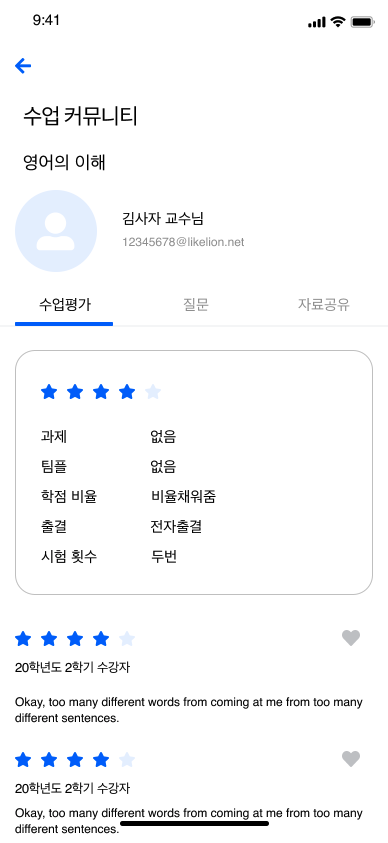 9:41
수업 커뮤니티
영어의 이해
김사자 교수님
12345678@likelion.net
수업평가 질문 자료공유
과제 없음
팀플 없음
학점 비율 비율채워줌
출결 전자출결
시험 횟수 두번
20학년도 2학기 수강자
Okay, too many different words from coming at me from too many
different sentences.
20학년도 2학기 수강자
Okay, too many different words from coming at me from too many
different sentences.